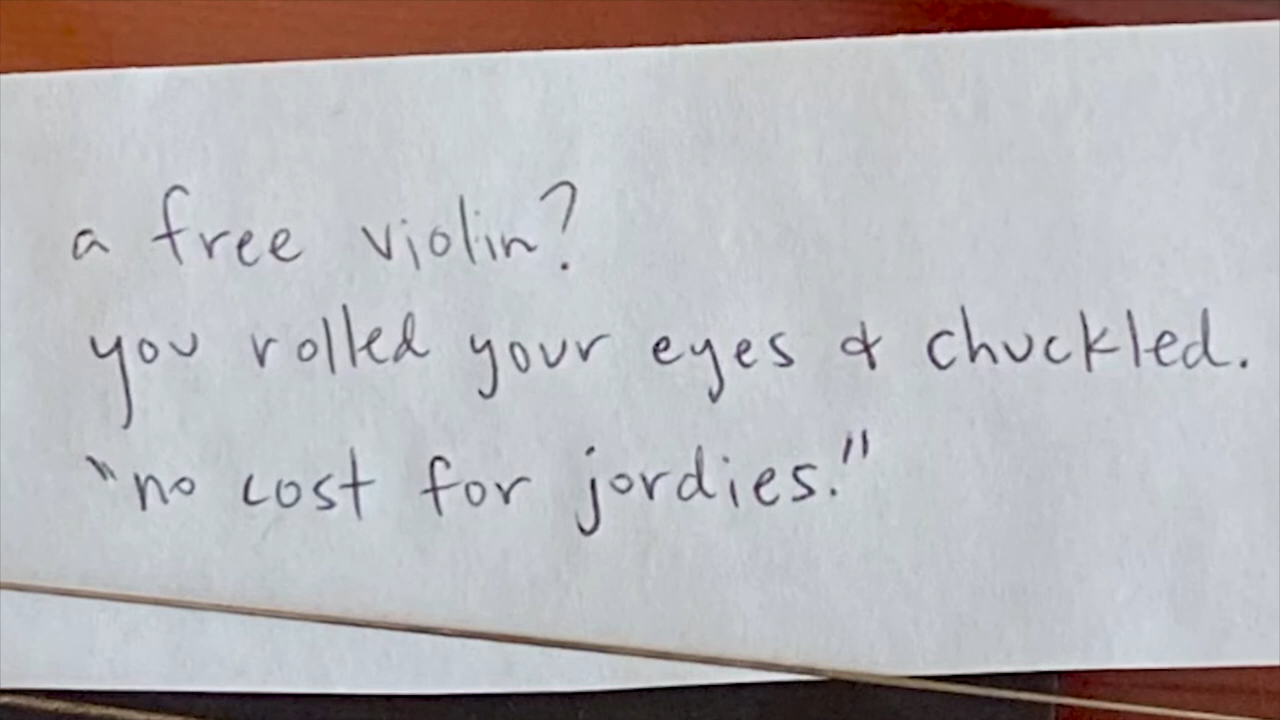 a free violin?
you rolled your eyes & chuckled.
"no cost for jordies."